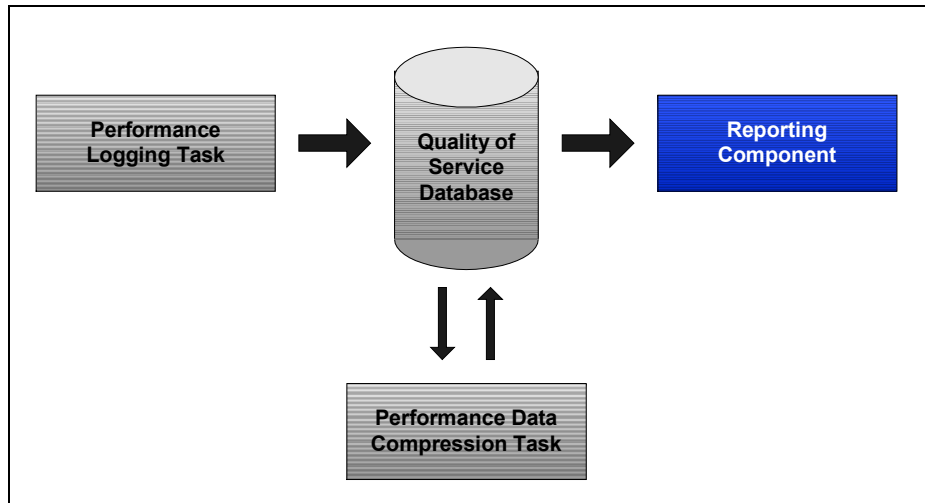 Performance
Logging Task
Quality of
Service
Database
Reporting
Component
Performance Data
Compression Task